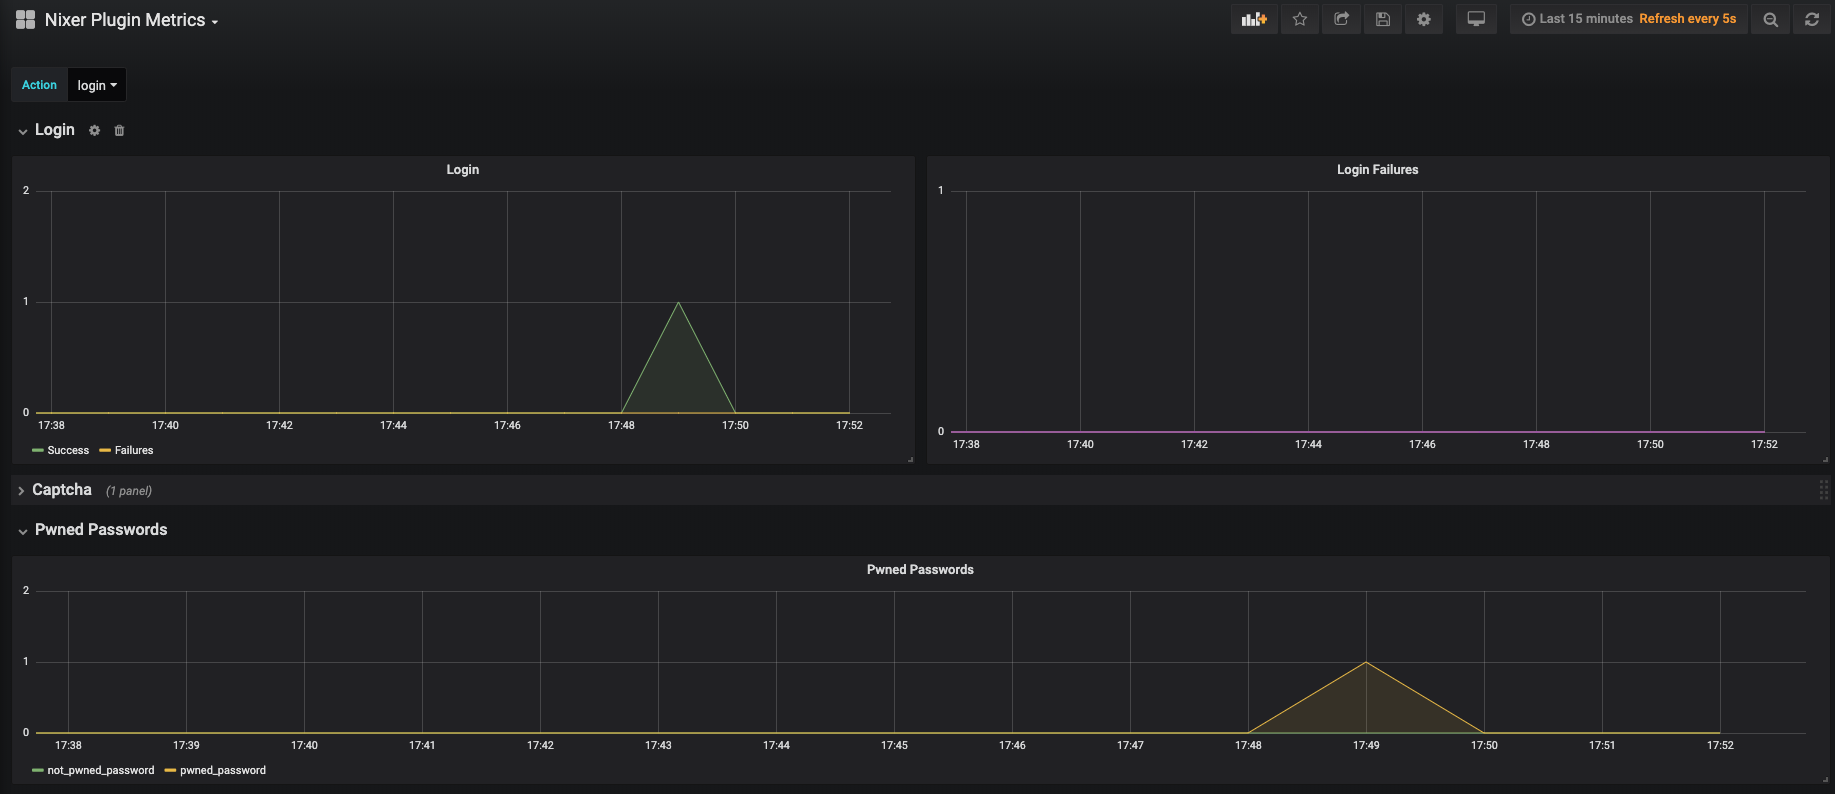 Nixer Plugin Metrics
Last 15 minutes Refresh every 5s
Action login
Login
Login
2
1
0
17:38 17:40 17:42 17:44 17:46 17:48 17:50 17:52
Success Failures
Login Failures
1
0
17:38 17:40 17:42 17:44 17:46 17:48 17:50 17:52
Captcha (1 panel)
Pwned Passwords
Pwned Passwords
2
1
0
17:38 17:39 17:40 17:41 17:42 17:43 17:44 17:45 17:46 17:47 17:48 17:49 17:50 17:51 17:52
not_pwned_password pwned_password